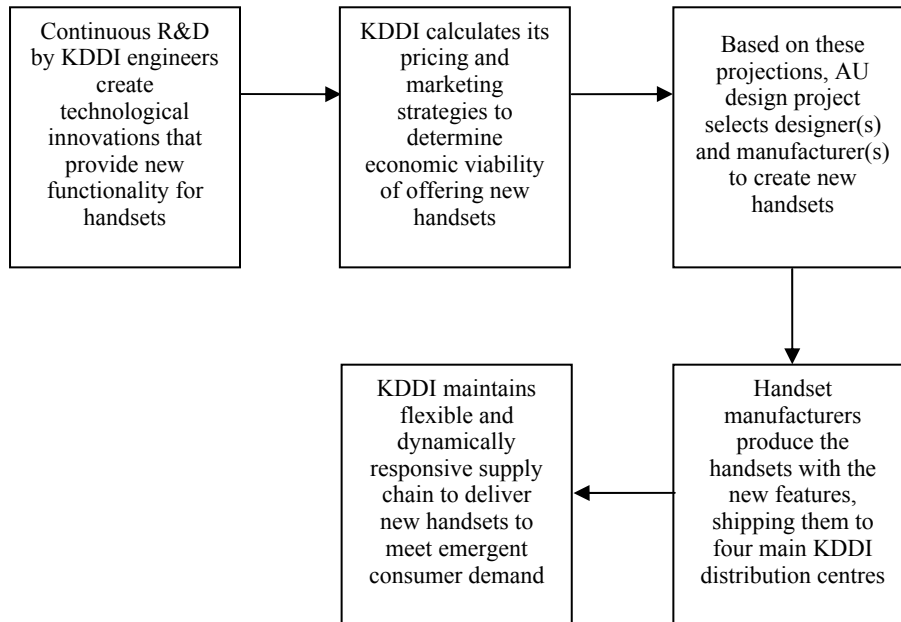 Continuous R&D
by KDDI engineers
create
technological
innovations that
provide new
functionality for
handsets
KDDI calculates its
pricing and
marketing
strategies to
determine
economic viability
of offering new
handsets
Based on these
projections, AU
design project
selects designer(s)
and manufacturer(s)
to create new
handsets
Handset
manufacturers
produce the
handsets with the
new features,
shipping them to
four main KDDI
distribution centres
KDDI maintains
flexible and
dynamically
responsive supply
chain to deliver
new handsets to
meet emergent
consumer demand